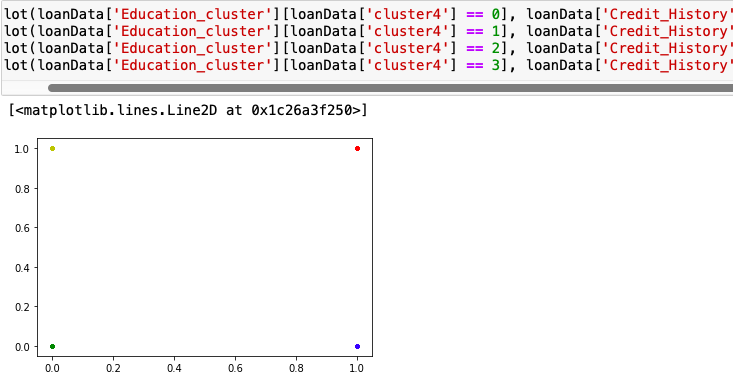 lot(loanData['Education_cluster'][loanData['cluster4'] == 0], loanData['Credit_History'
lot(loanData['Education_cluster'][loanData['cluster4'] == 1], loanData['Credit_History'
lot(loanData['Education_cluster'][loanData['cluster4'] == 2], loanData['Credit_History'
lot(loanData['Education_cluster'][loanData['cluster4'] == 3], loanData['Credit_History'
[<matplotlib.lines.Line2D at 0x1c26a3f250>]
1.0
0.8
0.6
0.4
0.2
0.0
0.0 0.2 0.4 0.6 0.8 1.0